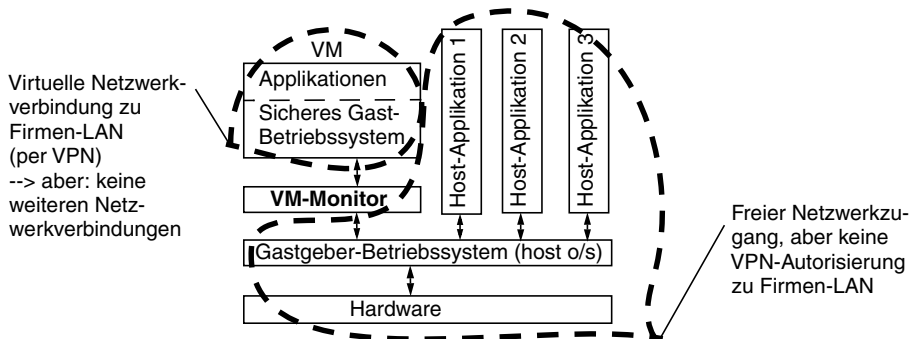 VM
Applikationen
Sicheres Gast-
Betriebssystem
Virtuelle Netzwerk-
verbindung zu
Firmen-LAN
(per VPN)
--> aber: keine
weiteren Netz-
werkverbindungen
VM-Monitor
Host-Applikation 1
Host-Applikation 2
Host-Applikation 3
Gastgeber-Betriebssystem (host o/s)
Hardware
Freier Netzwerkzu-
gang, aber keine
VPN-Autorisierung
zu Firmen-LAN